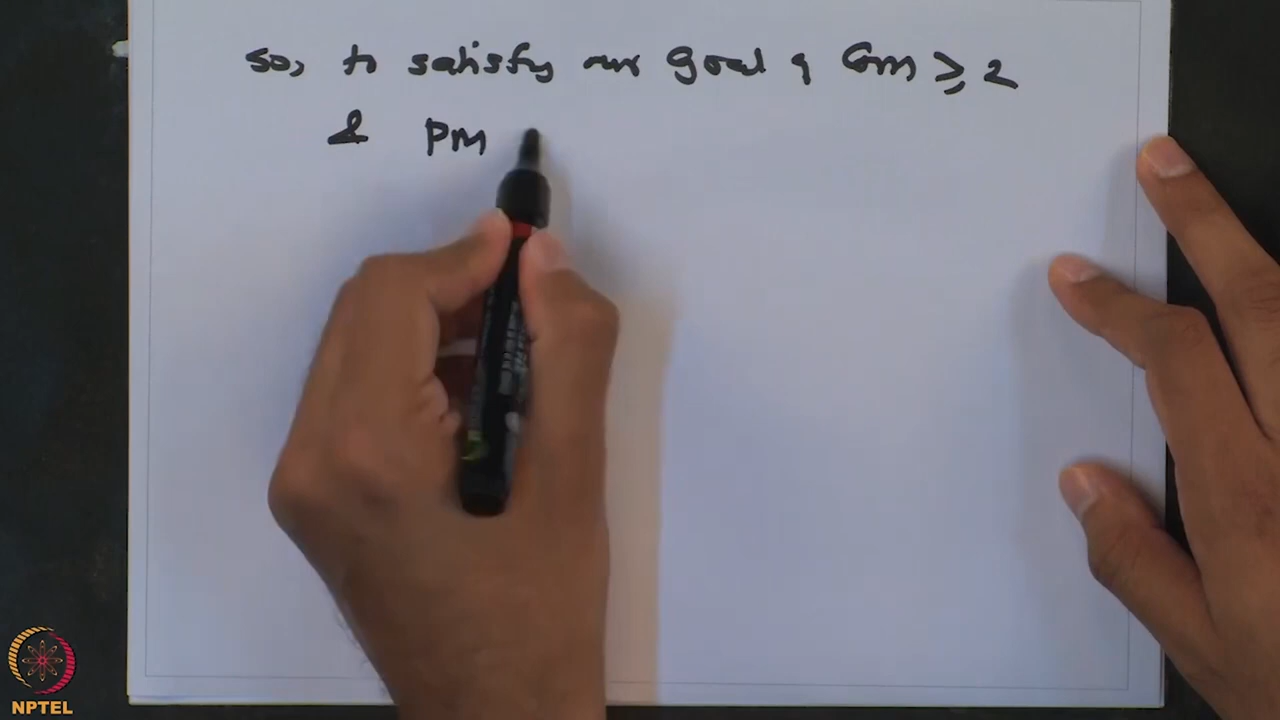 so, to satisfy our goal of Gm ≥ 2
& PM
NPTEL